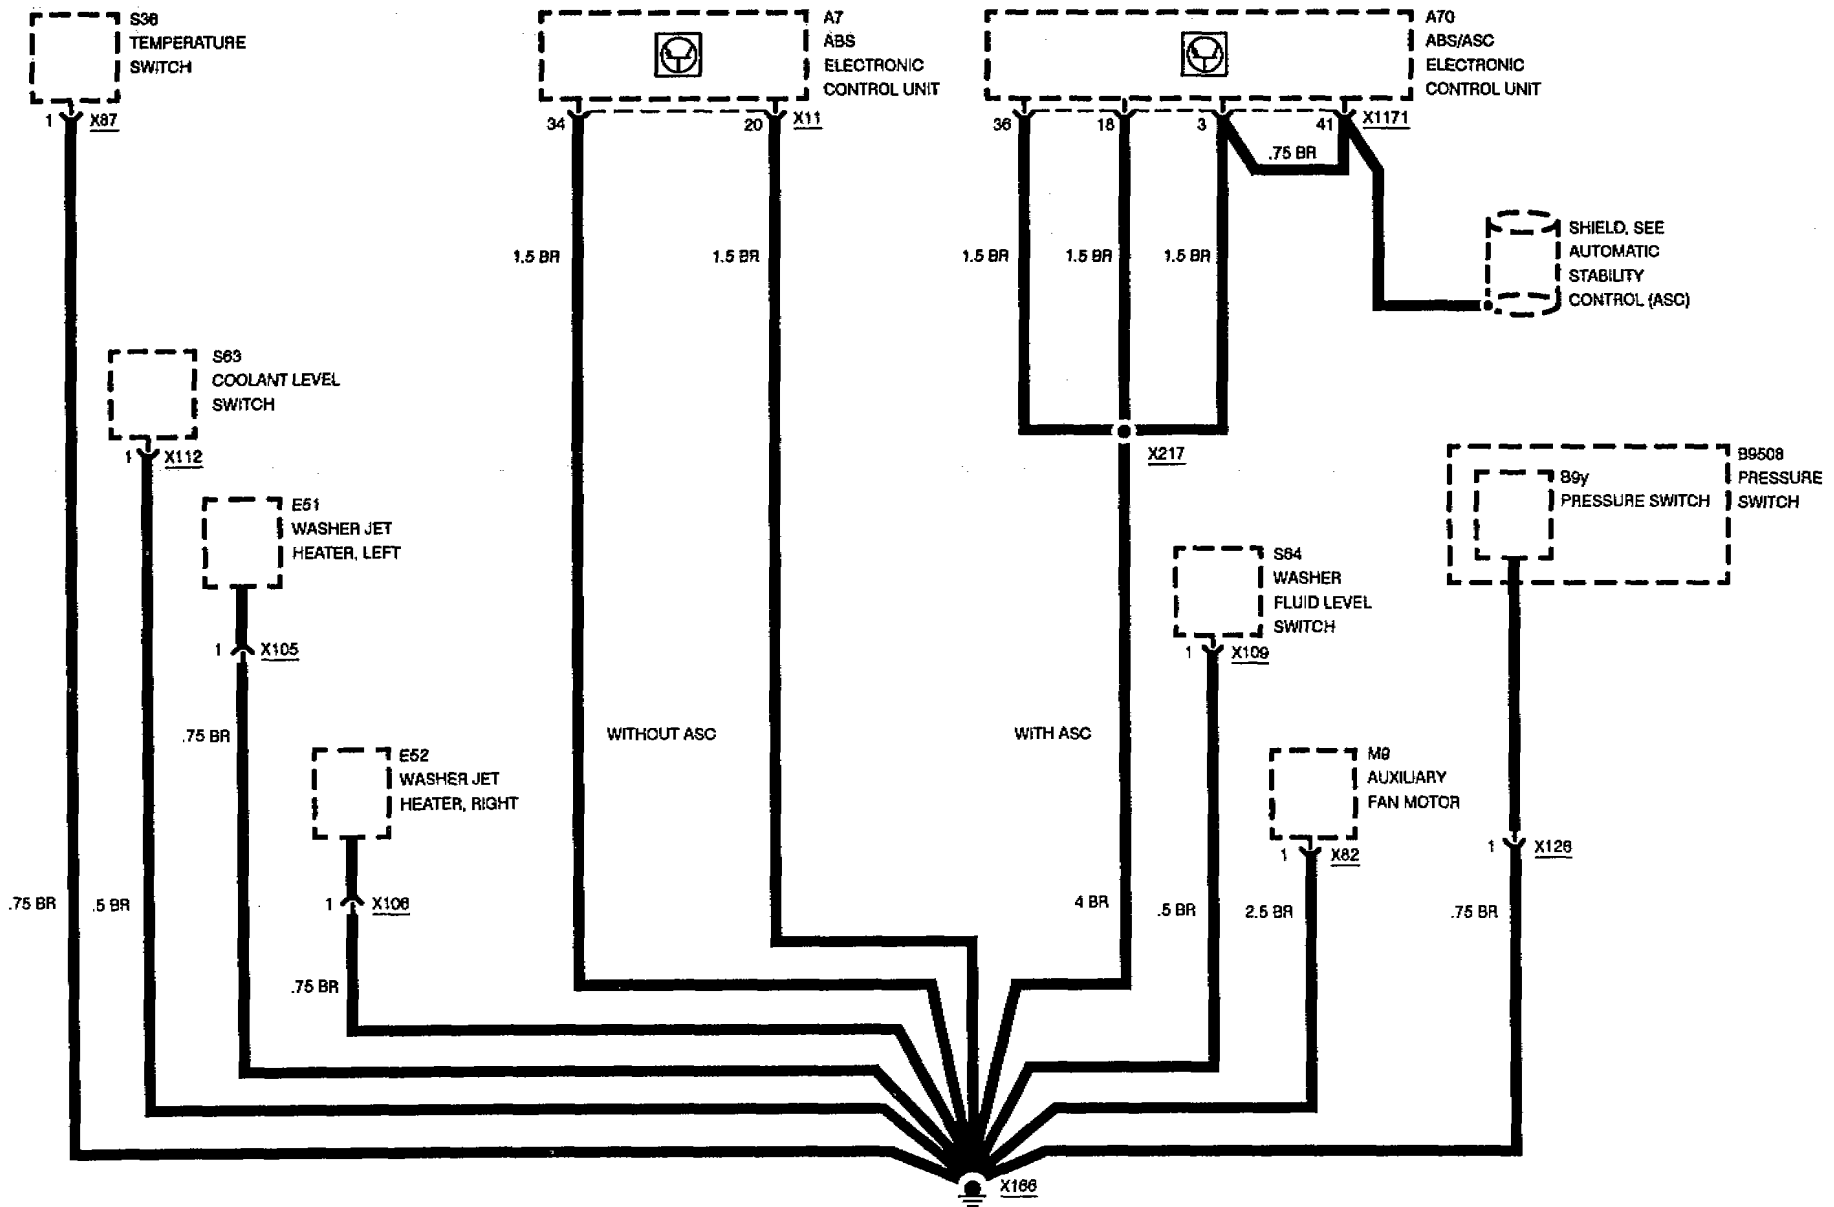 S36
TEMPERATURE
SWITCH
1 X87
A7
ABS
ELECTRONIC
CONTROL UNIT
34 20 X11
A70
ABS/ASC
ELECTRONIC
CONTROL UNIT
36 18 3 41 X1171
.75 BR
1.5 BR 1.5 BR 1.5 BR 1.5 BR 1.5 BR
SHIELD, SEE
AUTOMATIC
STABILITY
CONTROL (ASC)
S63
COOLANT LEVEL
SWITCH
1 X112
X217
B9508
PRESSURE
SWITCH
B9y
PRESSURE SWITCH
E51
WASHER JET
HEATER, LEFT
1 X105
S64
WASHER
FLUID LEVEL
SWITCH
1 X109
.75 BR
WITHOUT ASC
WITH ASC
E52
WASHER JET
HEATER, RIGHT
1 X106
M9
AUXILIARY
FAN MOTOR
1 X82
1 X128
.75 BR .5 BR 4 BR .5 BR 2.5 BR .75 BR
.75 BR
X166